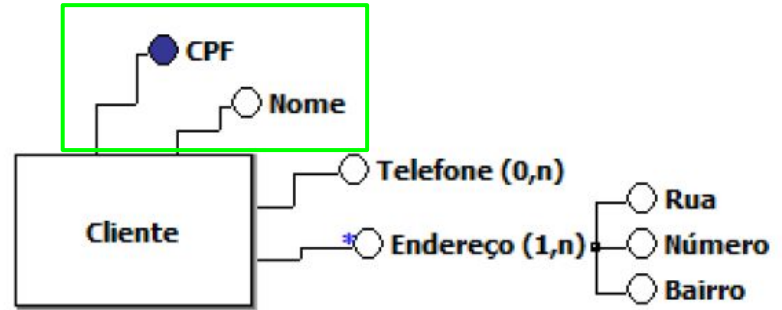 CPF
Nome
Telefone (0,n)
Rua
Cliente
* Endereço (1,n)
Número
Bairro